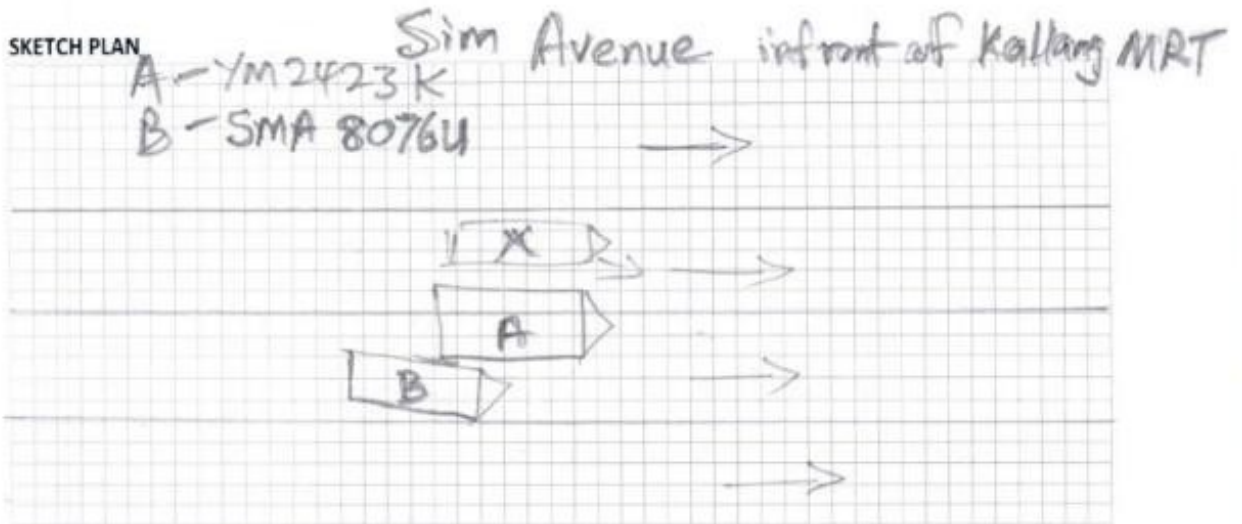 SKETCH PLAN
Sim Avenue infront of Kallang MRT
A - YM2423K
B - SMA 8076U
X
A
B